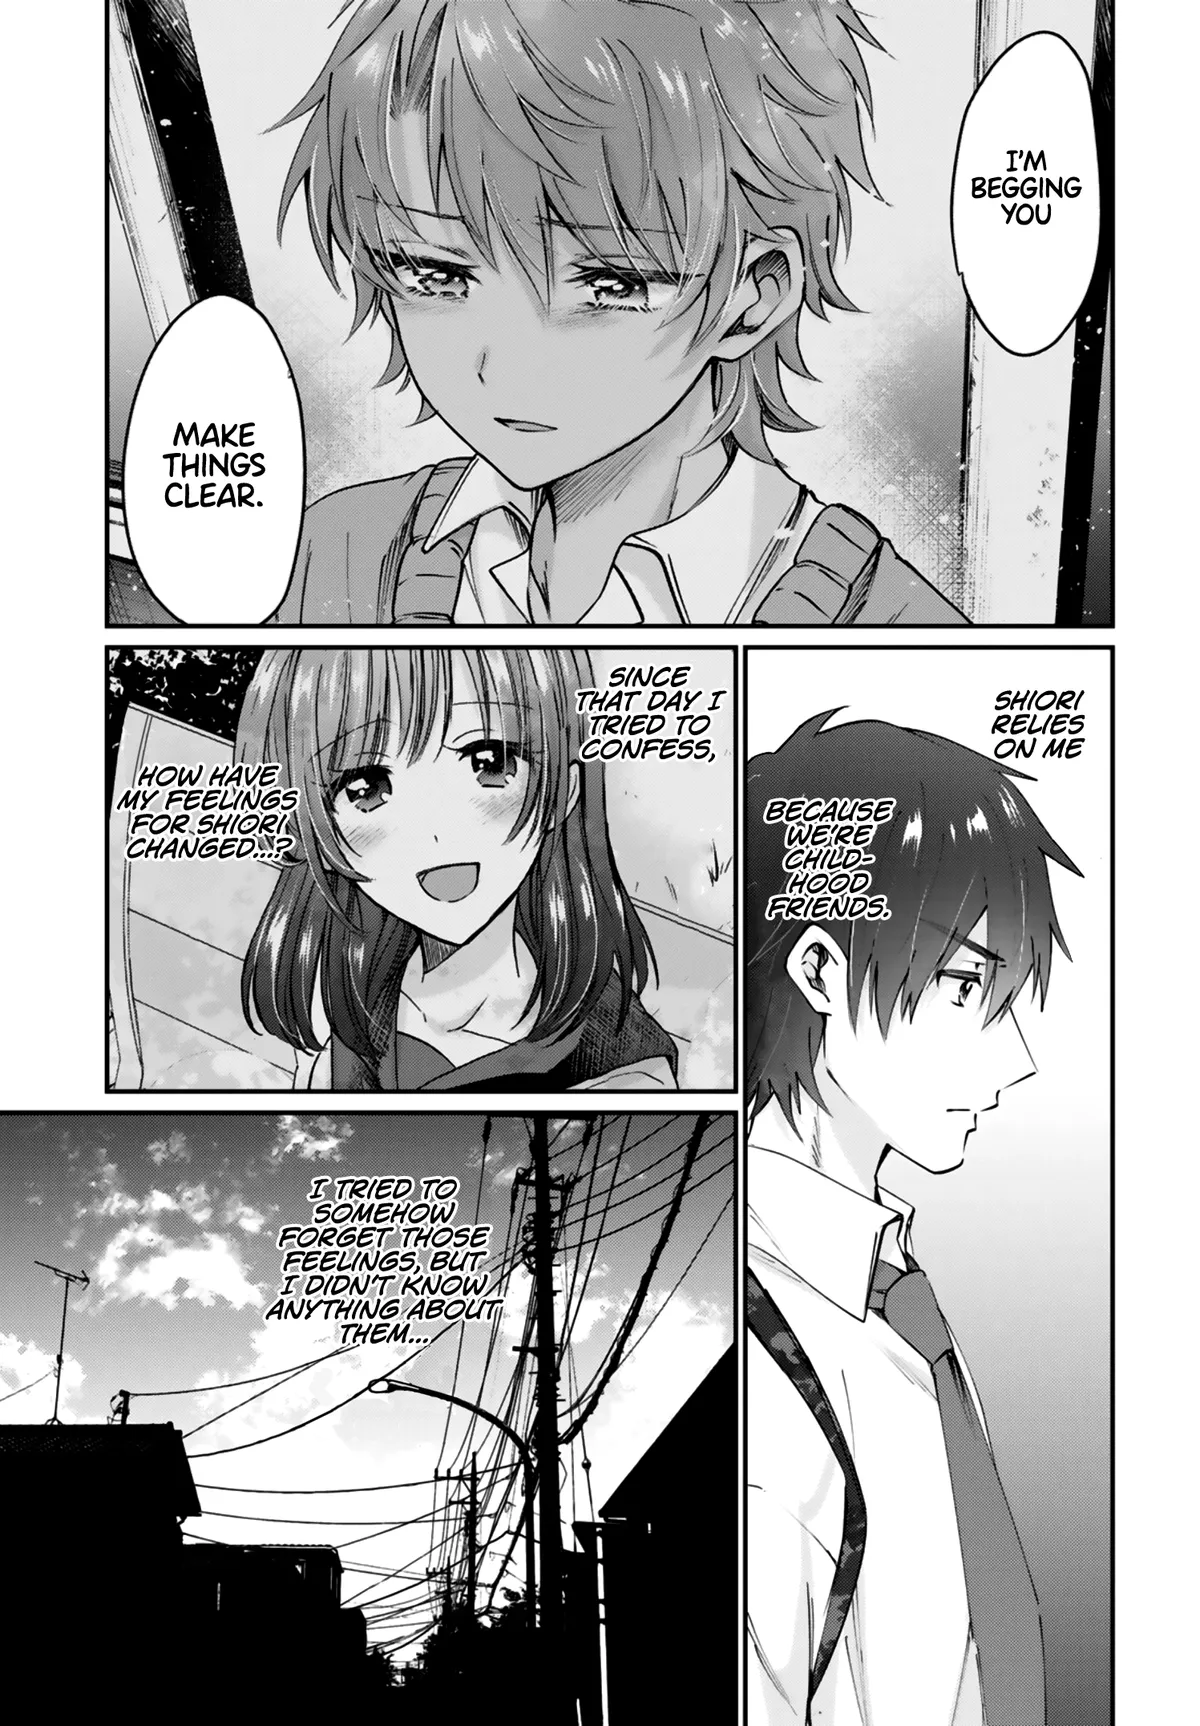 I'M
BEGGING
YOU
MAKE
THINGS
CLEAR.
SHIORI
RELIES
ON ME
BECAUSE
WE'RE
CHILD-
HOOD
FRIENDS.
SINCE
THAT DAY I
TRIED TO
CONFESS,
HOW HAVE
MY FEELINGS
FOR SHIORI
CHANGED...?
I TRIED TO
SOMEHOW
FORGET THOSE
FEELINGS, BUT
I DIDN'T KNOW
ANYTHING ABOUT
THEM...